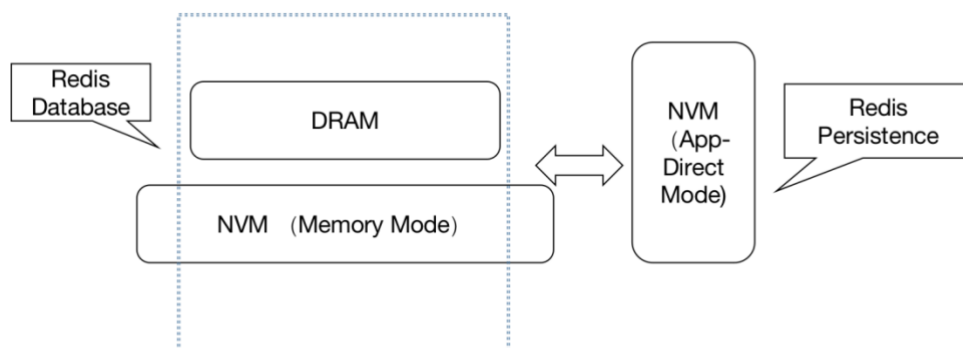 Redis
Database
DRAM
NVM （Memory Mode）
NVM
（App-
Direct
Mode)
Redis
Persistence